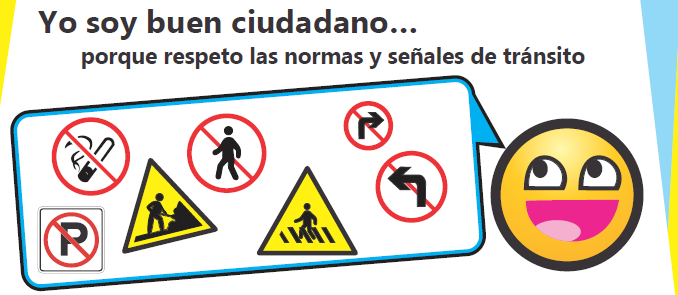 Yo soy buen ciudadano...
porque respeto las normas y señales de tránsito
P